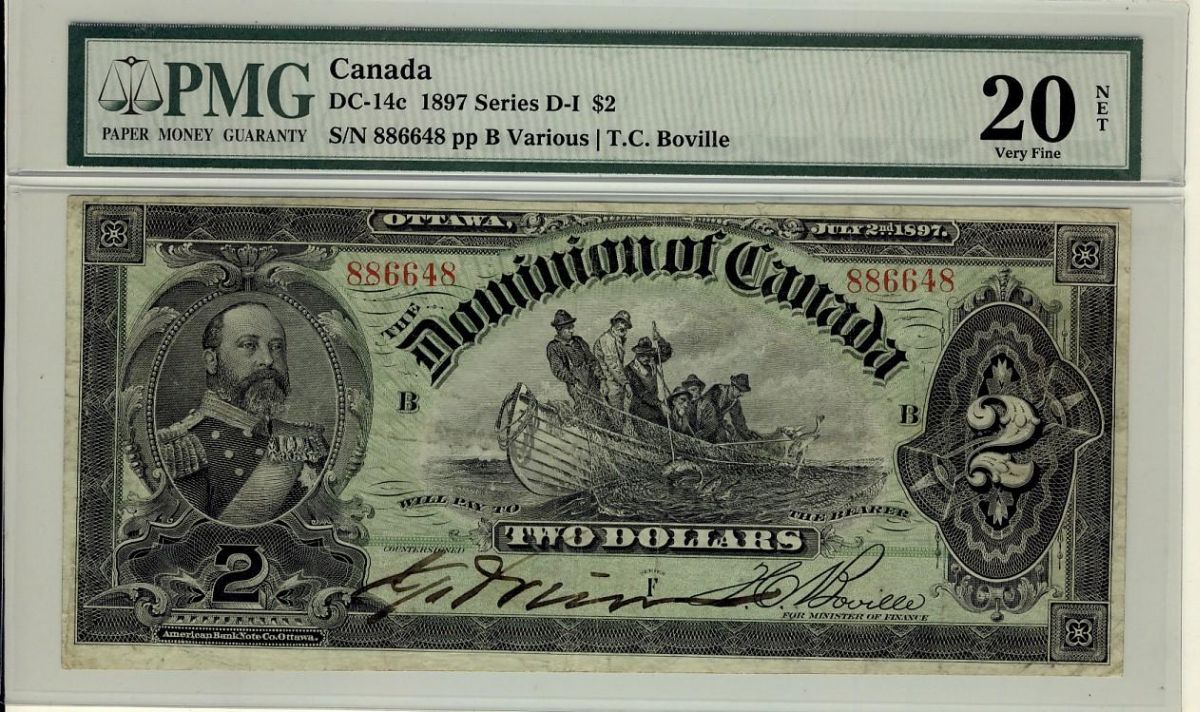 PMG
PAPER MONEY GUARANTY
Canada
DC-14c 1897 Series D-I $2
S/N 886648 pp B Various | T.C. Boville
20
NET
Very Fine
OTTAWA,
JULY 2nd 1897.
886648
886648
THE
Dominion of Canada
B
B
2
WILL PAY TO
THE BEARER
TWO DOLLARS
COUNTERSIGNED
SERIES
F
T.C. Boville
FOR MINISTER OF FINANCE
2
American Bank Note Co. Ottawa.